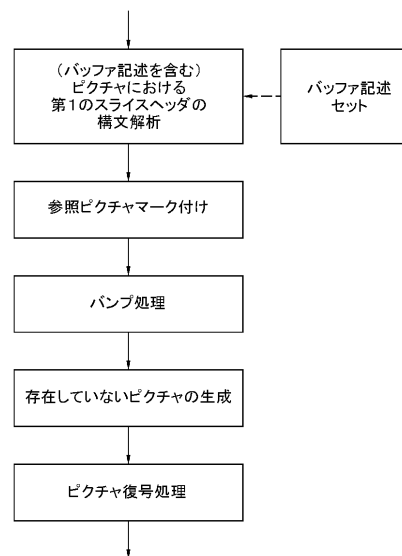 （バッファ記述を含む）
ピクチャにおける
第１のスライスヘッダの
構文解析
バッファ記述
セット
参照ピクチャマーク付け
バンプ処理
存在していないピクチャの生成
ピクチャ復号処理